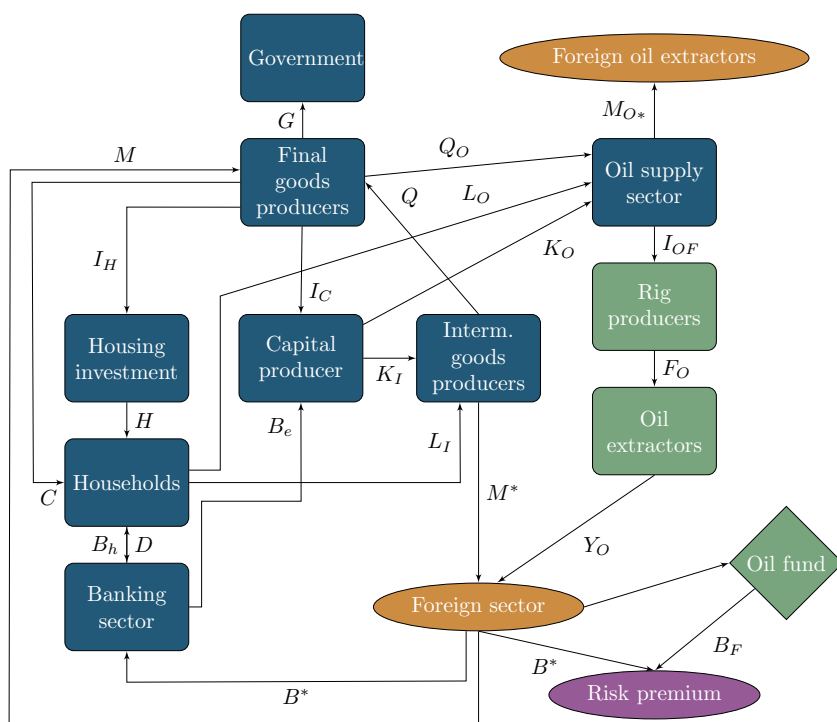 Government
Foreign oil extractors
G
M_{O*}
M
Final
goods
producers
Q_O
Q
L_O
Oil supply
sector
I_H
I_C
K_O
I_{OF}
Rig
producers
Housing
investment
Capital
producer
K_I
Interm.
goods
producers
F_O
H
B_e
L_I
Oil
extractors
C
Households
M*
B_h
D
Y_O
Oil fund
Banking
sector
Foreign sector
B_F
B*
B*
Risk premium